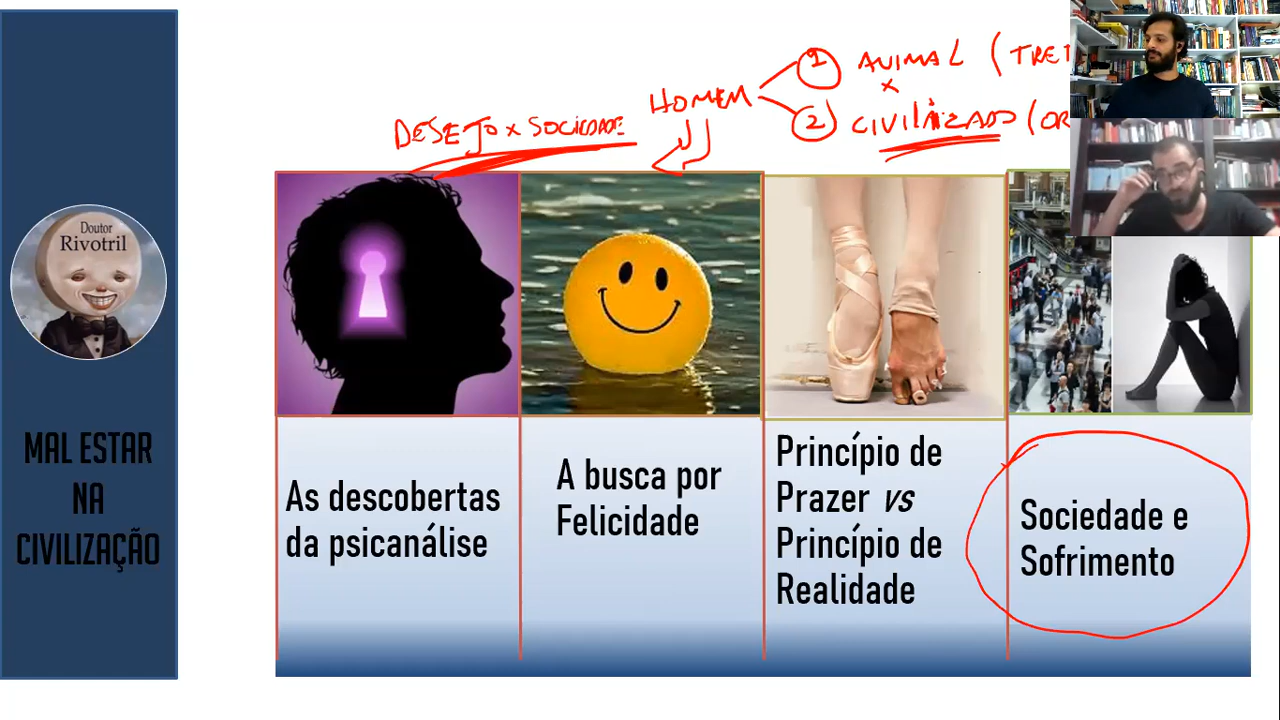 HOMEM
1 ANIMAL (TRE
x
2 CIVILIZADO (OR
DESEJO x SOCIEDADE
Doutor
Rivotril
MAL ESTAR
NA
CIVILIZAÇÃO
As descobertas
da psicanálise
A busca por
Felicidade
Princípio de
Prazer vs
Princípio de
Realidade
Sociedade e
Sofrimento